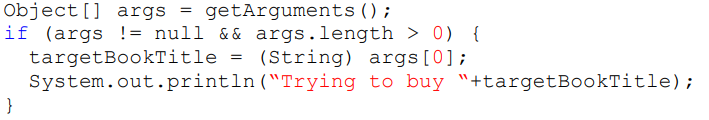 Object[] args = getArguments();
if (args != null && args.length > 0) {
  targetBookTitle = (String) args[0];
  System.out.println(“Trying to buy “+targetBookTitle);
}